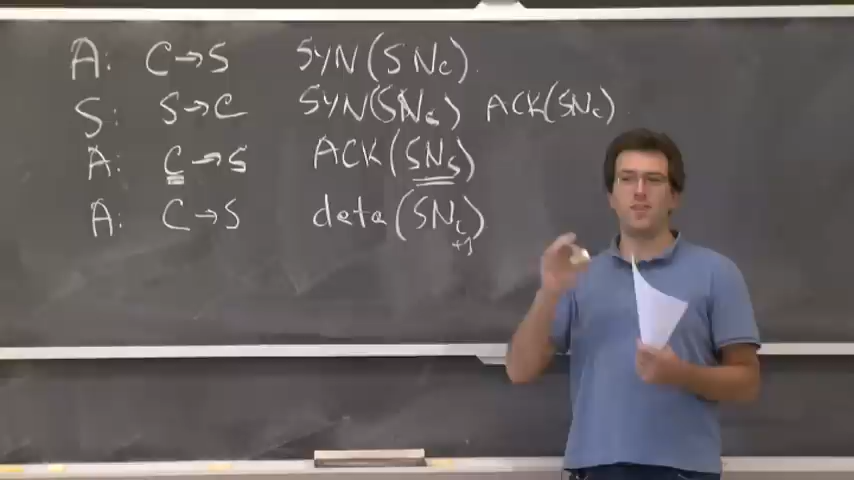 A: C→S SYN(SNc).
S: S→C SYN(SNs) ACK(SNc)
A: C→S ACK(SNs)
A: C→S data(SNc+1)